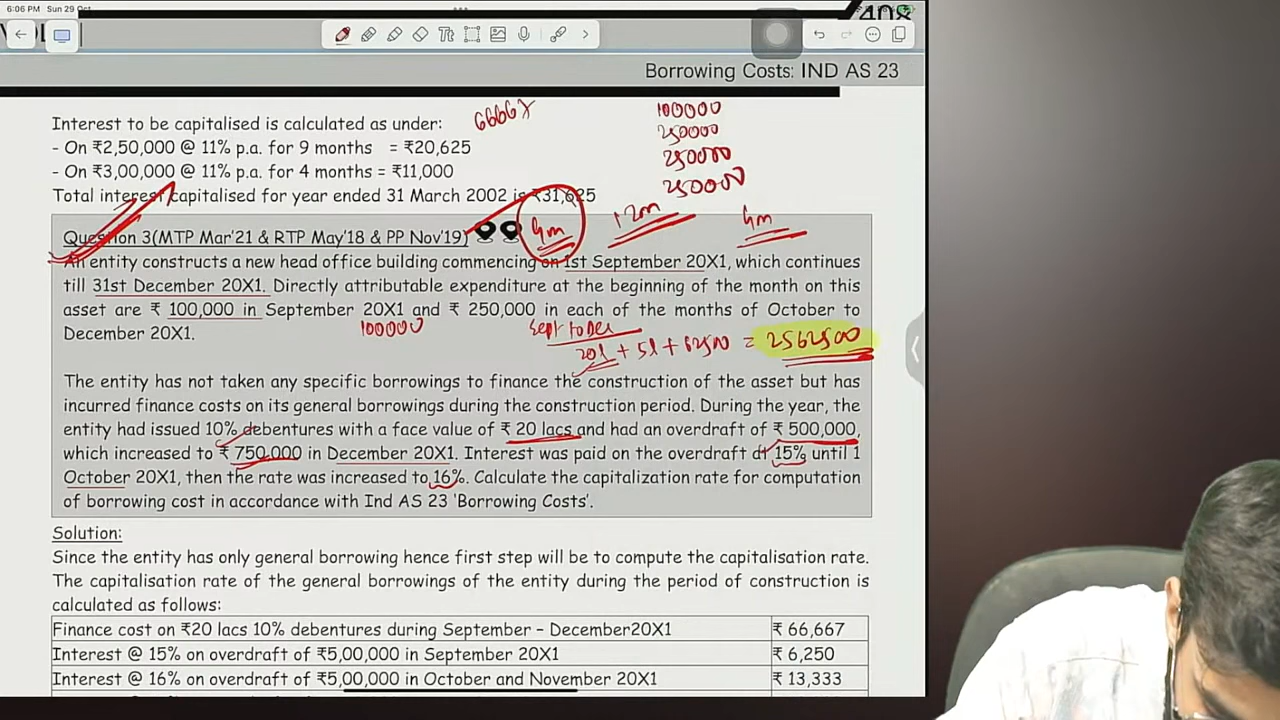 6:06 PM Sun 29 Oct
408
Borrowing Costs: IND AS 23
Interest to be capitalised is calculated as under:
66667
100000
250000
250000
250000
- On ₹2,50,000 @ 11% p.a. for 9 months = ₹20,625
- On ₹3,00,000 @ 11% p.a. for 4 months = ₹11,000
Total interest capitalised for year ended 31 March 2002 is ₹31,625
4m
12m
4m
Question 3(MTP Mar'21 & RTP May'18 & PP Nov'19)
An entity constructs a new head office building commencing on 1st September 20X1, which continues
till 31st December 20X1. Directly attributable expenditure at the beginning of the month on this
asset are ₹ 100,000 in September 20X1 and ₹ 250,000 in each of the months of October to
December 20X1.
100000
Sept to Dec
20l + 5l + 62500 = 2562500
The entity has not taken any specific borrowings to finance the construction of the asset but has
incurred finance costs on its general borrowings during the construction period. During the year, the
entity had issued 10% debentures with a face value of ₹ 20 lacs and had an overdraft of ₹ 500,000,
which increased to ₹ 750,000 in December 20X1. Interest was paid on the overdraft at 15% until 1
October 20X1, then the rate was increased to 16%. Calculate the capitalization rate for computation
of borrowing cost in accordance with Ind AS 23 'Borrowing Costs'.
Solution:
Since the entity has only general borrowing hence first step will be to compute the capitalisation rate.
The capitalisation rate of the general borrowings of the entity during the period of construction is
calculated as follows:
Finance cost on ₹20 lacs 10% debentures during September – December20X1 ₹ 66,667
Interest @ 15% on overdraft of ₹5,00,000 in September 20X1 ₹ 6,250
Interest @ 16% on overdraft of ₹5,00,000 in October and November 20X1 ₹ 13,333